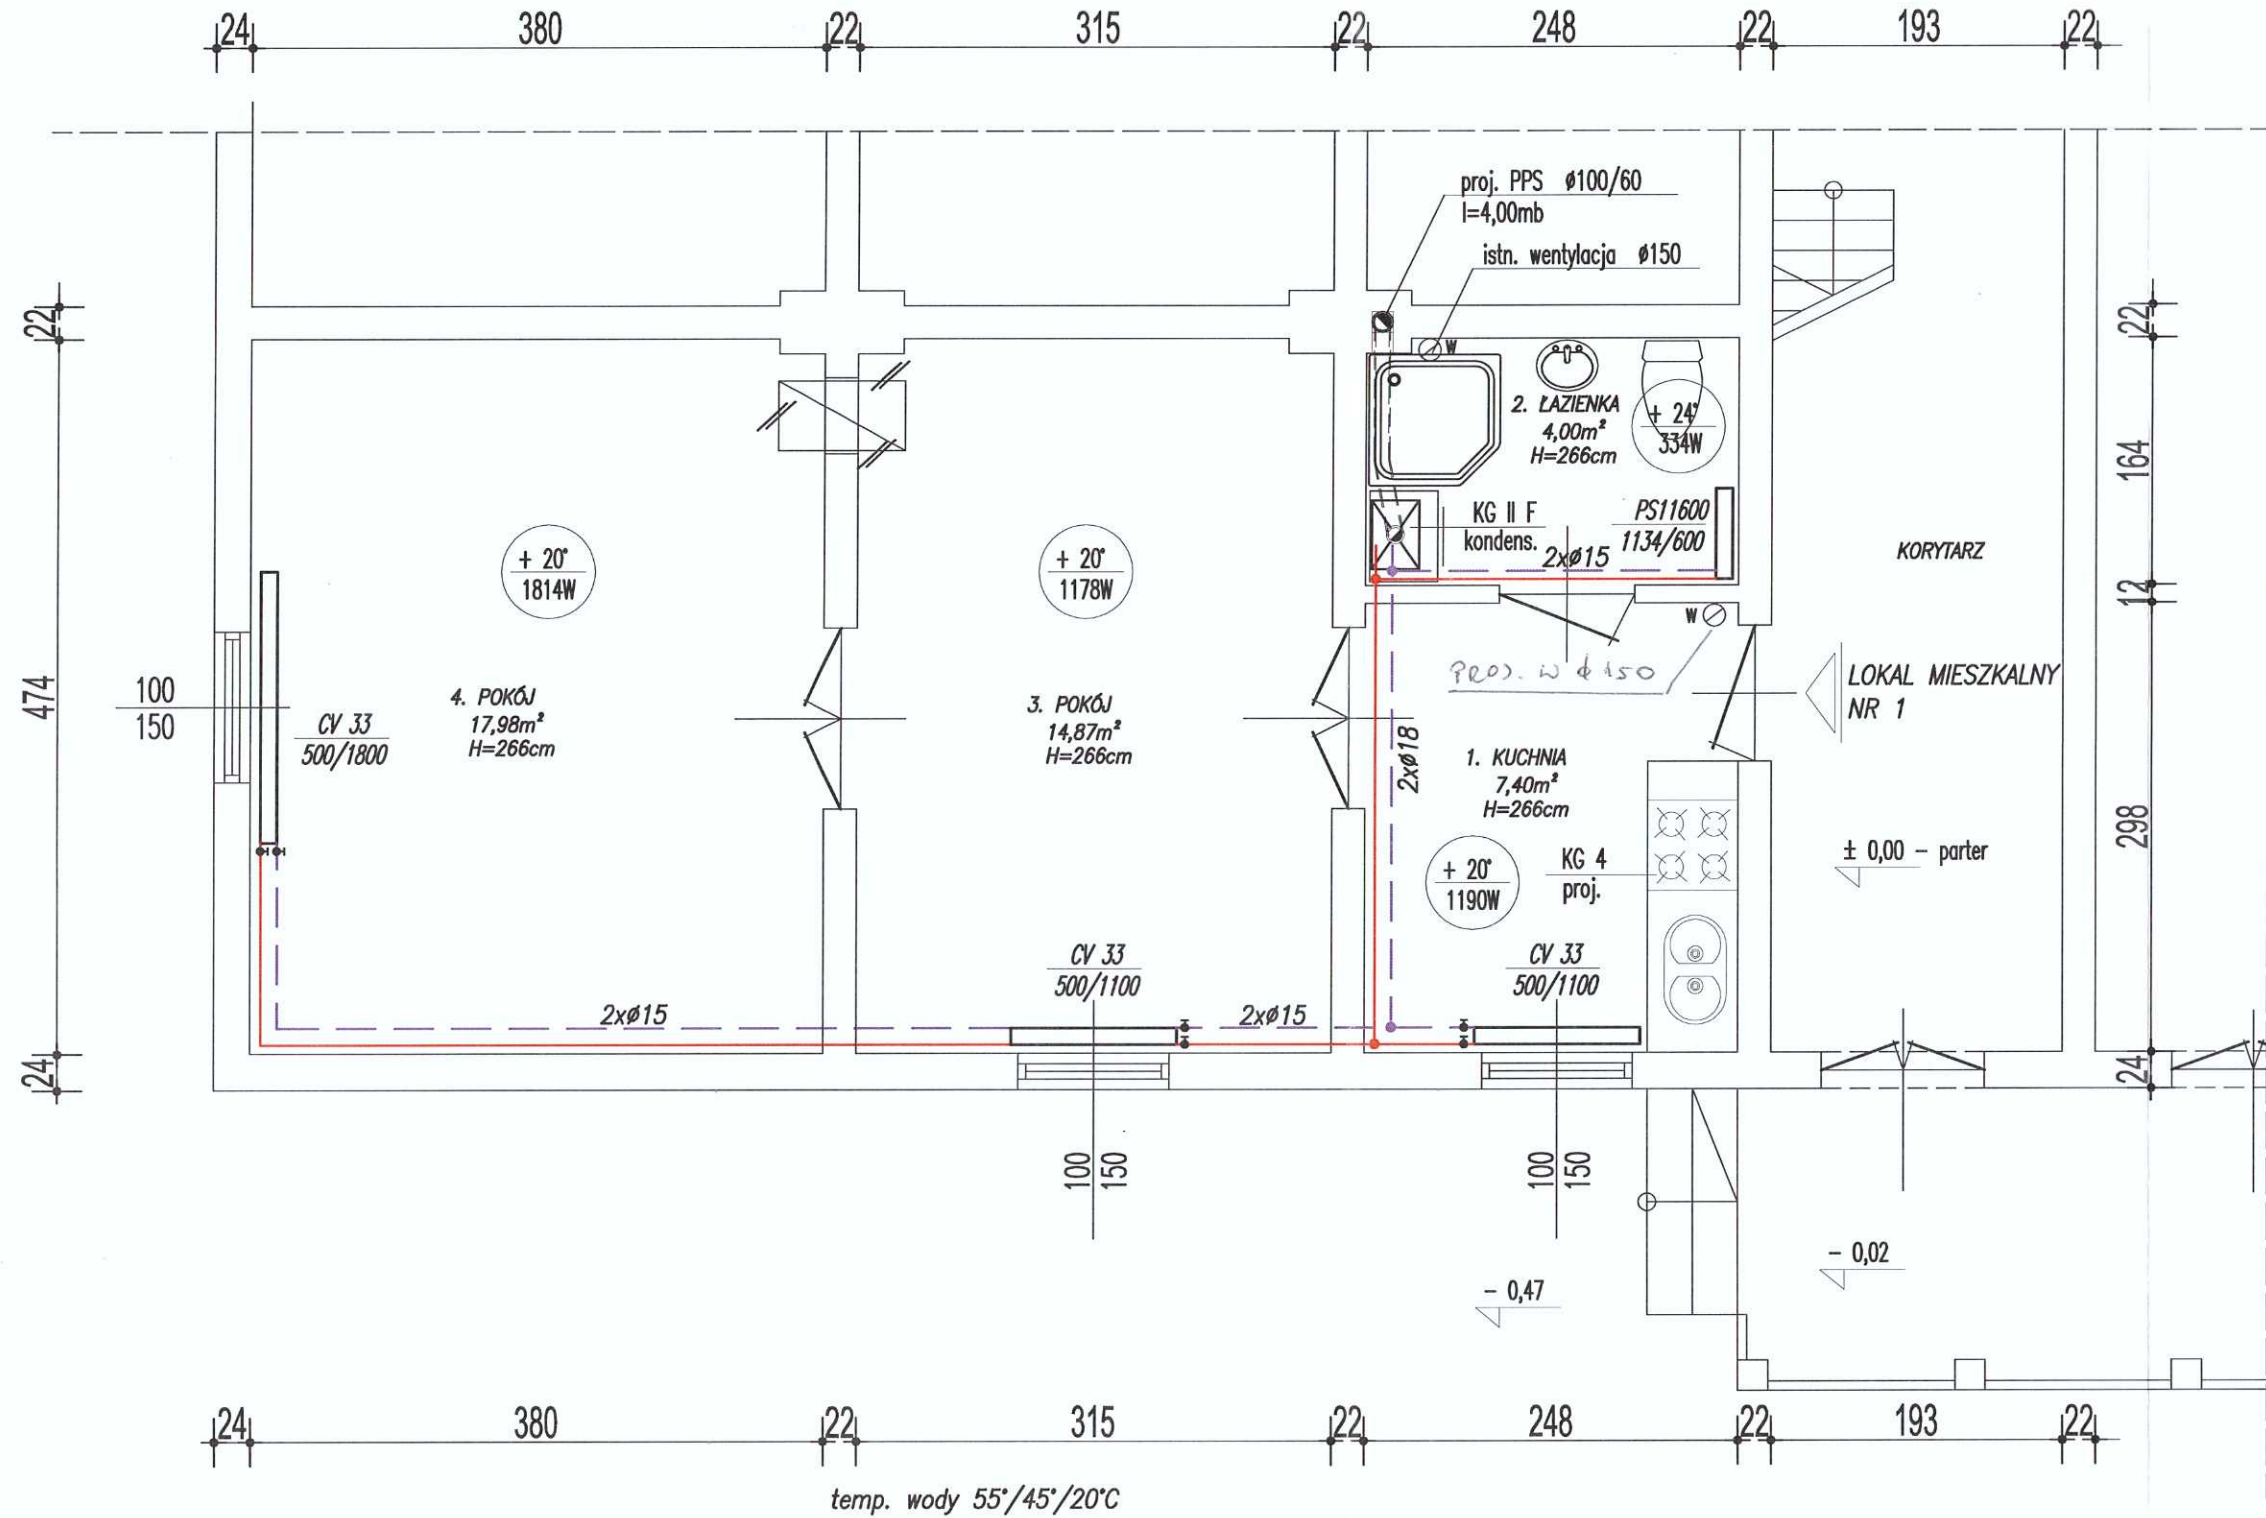 24 380 22 315 22 248 22 193 22
proj. PPS ø100/60
l=4,00mb
istn. wentylacja ø150
22
22
W
2. ŁAZIENKA
4,00m²
H=266cm
+ 24°
334W
164
KG II F
kondens.
PS11600
1134/600
2xø15
KORYTARZ
+ 20°
1814W
+ 20°
1178W
12
W
PROJ. W ø 150
LOKAL MIESZKALNY
NR 1
474
100
150
CV 33
500/1800
4. POKÓJ
17,98m²
H=266cm
3. POKÓJ
14,87m²
H=266cm
2xø18
1. KUCHNIA
7,40m²
H=266cm
298
± 0,00 - parter
+ 20°
1190W
KG 4
proj.
CV 33
500/1100
CV 33
500/1100
2xø15
2xø15
24
24
100
150
100
150
- 0,02
- 0,47
24 380 22 315 22 248 22 193 22
temp. wody 55°/45°/20°C